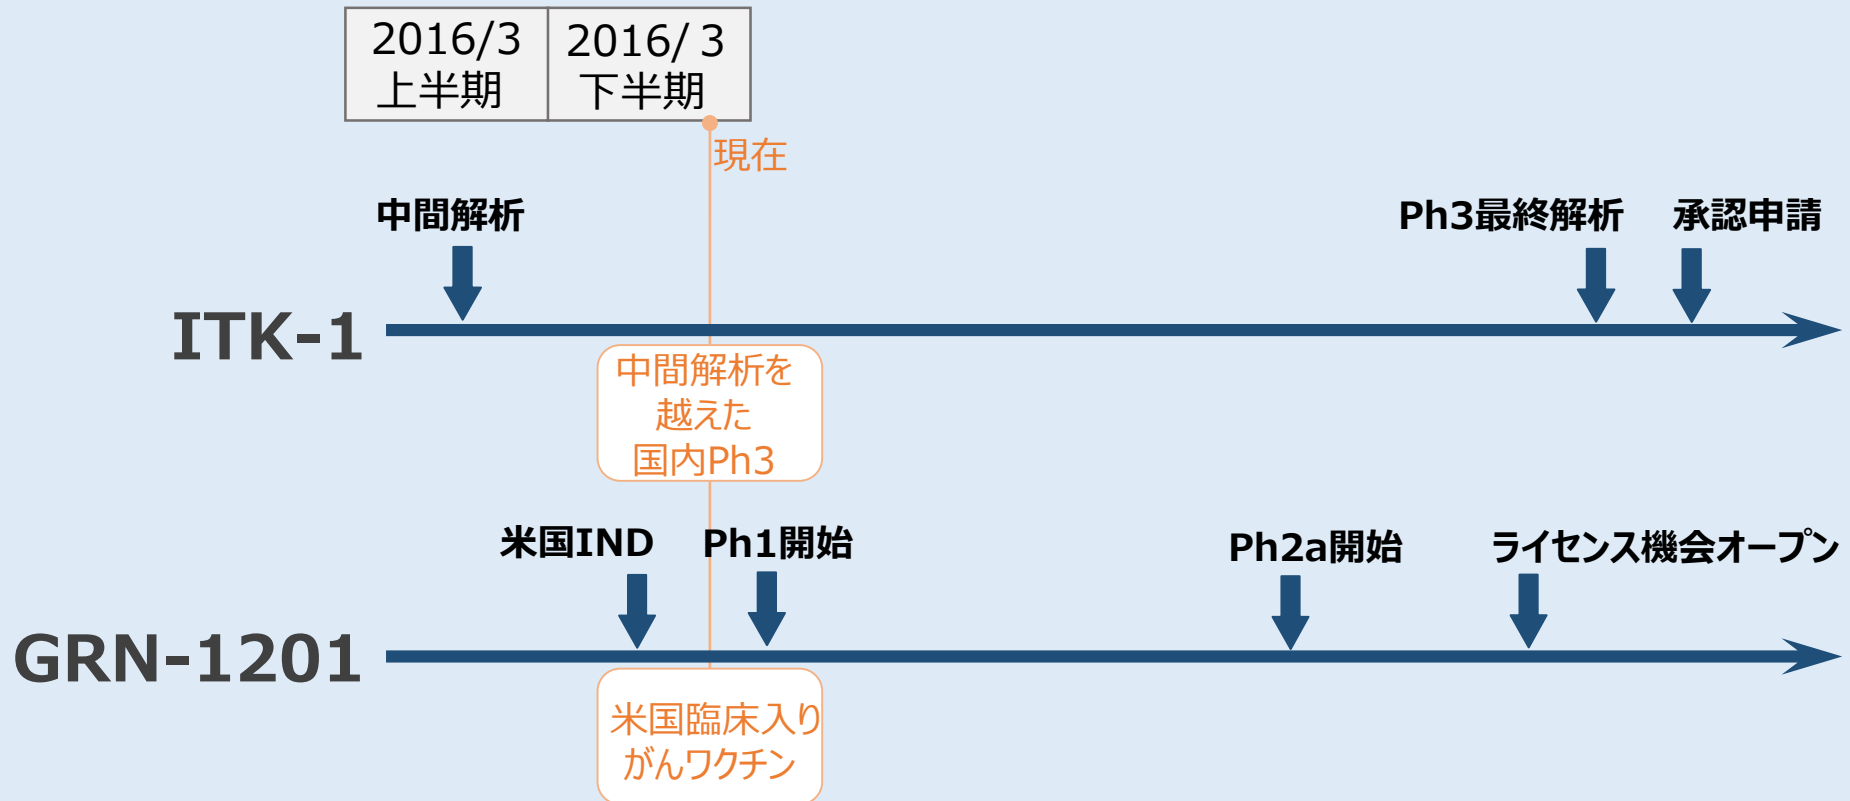 2016/3
上半期
2016/ 3
下半期
現在
中間解析
Ph3最終解析
承認申請
ITK-1
中間解析を
越えた
国内Ph3
米国IND
Ph1開始
Ph2a開始
ライセンス機会オープン
GRN-1201
米国臨床入り
がんワクチン